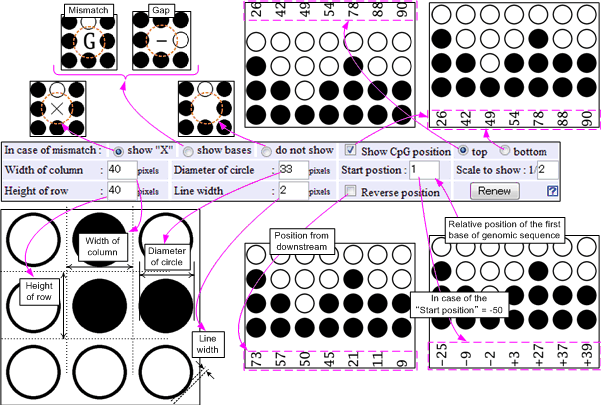 Mismatch
Gap
G
−
×
26 42 49 54 78 88 90
26 42 49 54 78 88 90
In case of mismatch : show "X" show bases do not show Show CpG position top bottom
Width of column : 40 pixels Diameter of circle : 33 pixels Start postion : 1 Scale to show : 1/2
Height of row : 40 pixels Line width : 2 pixels Reverse position Renew ?
Width of
column
Diameter
of circle
Height
of row
Line
width
Position from
downstream
Relative position of the first
base of genomic sequence
In case of the
"Start position" = -50
73 57 50 45 21 11 9
-25 -9 -2 +3 +27 +37 +39